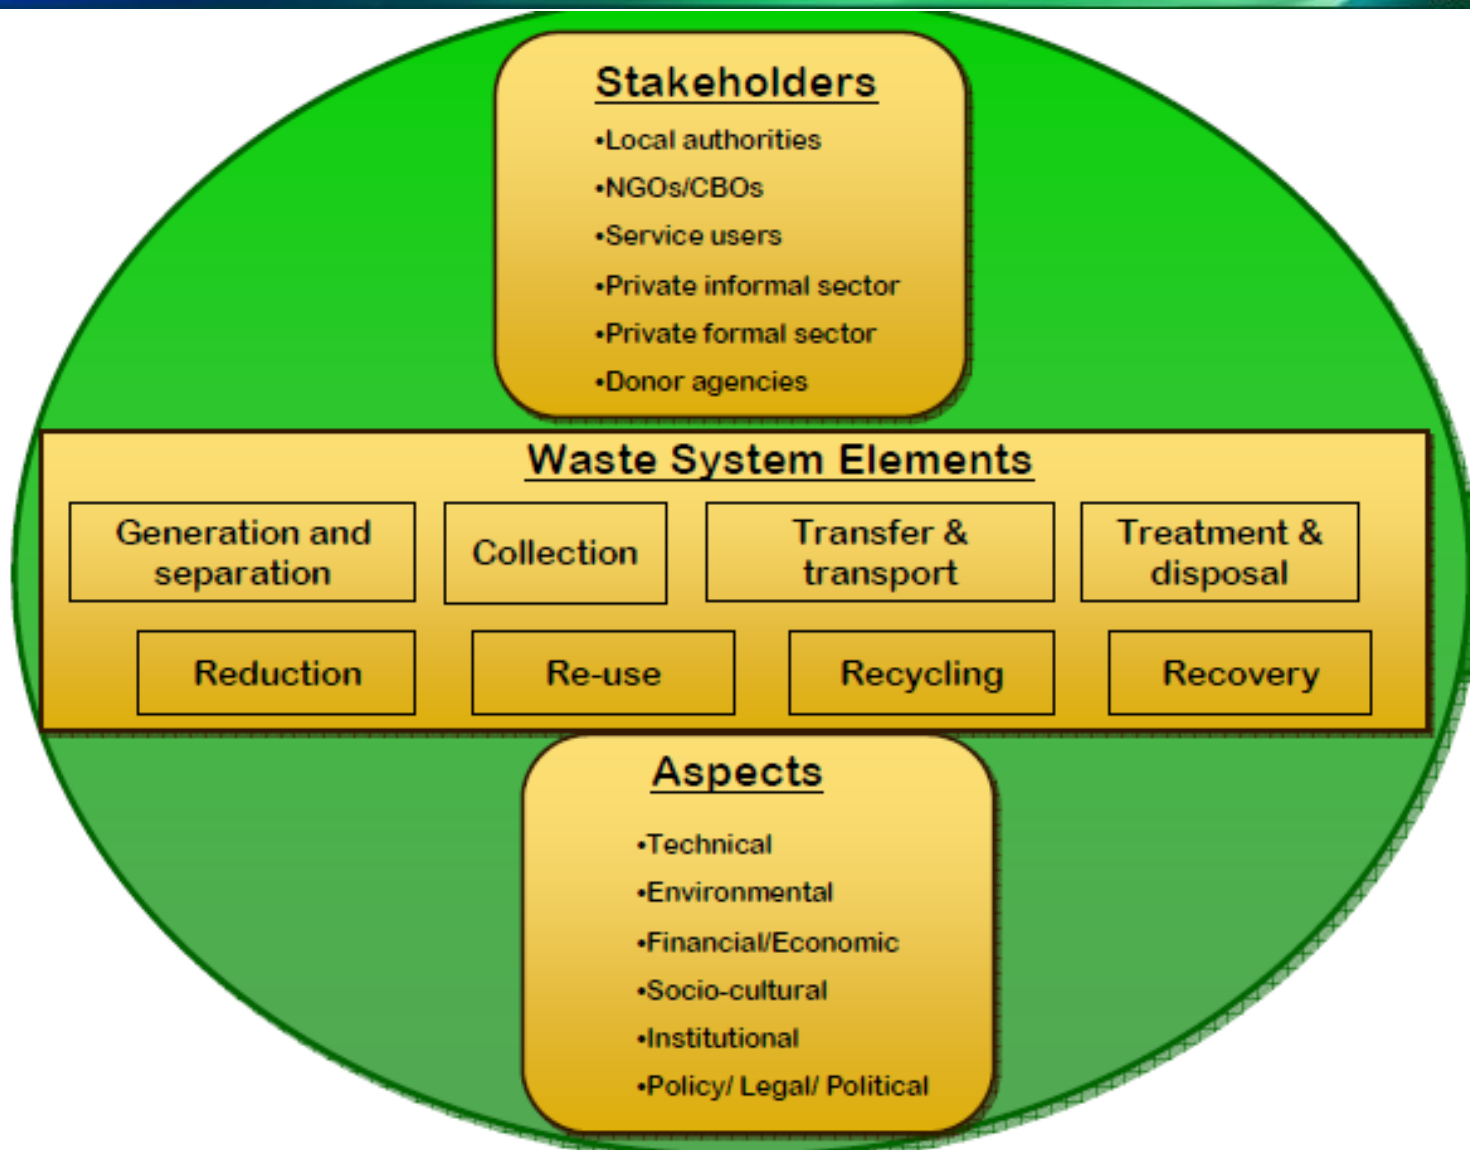 Stakeholders
•Local authorities
•NGOs/CBOs
•Service users
•Private informal sector
•Private formal sector
•Donor agencies
Waste System Elements
Generation and
separation
Collection
Transfer &
transport
Treatment &
disposal
Reduction
Re-use
Recycling
Recovery
Aspects
•Technical
•Environmental
•Financial/Economic
•Socio-cultural
•Institutional
•Policy/ Legal/ Political